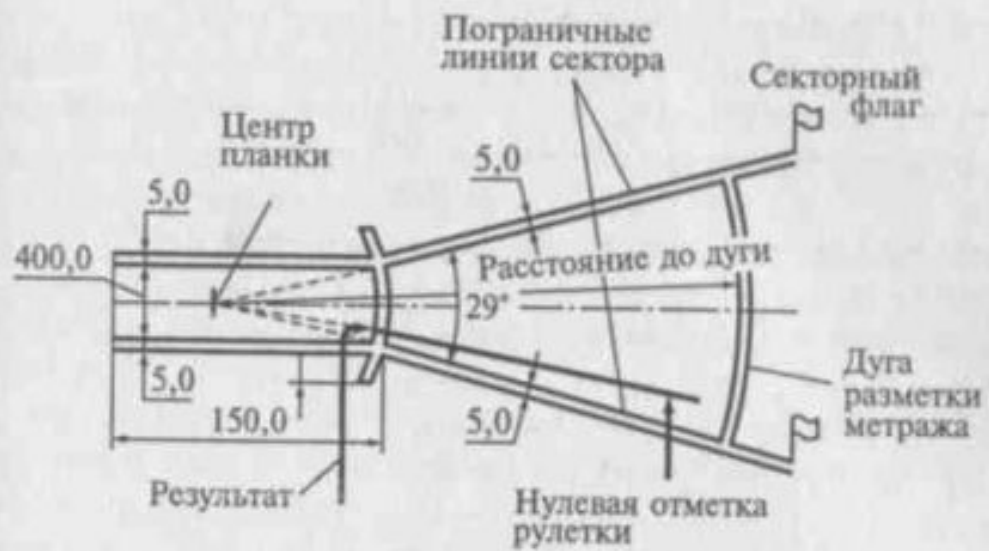 Пограничные
линии сектора
Секторный
флаг
Центр
планки
5,0
5,0
400,0
Расстояние до дуги
29°
5,0
5,0
150,0
Дуга
разметки
метража
Результат
Нулевая отметка
рулетки